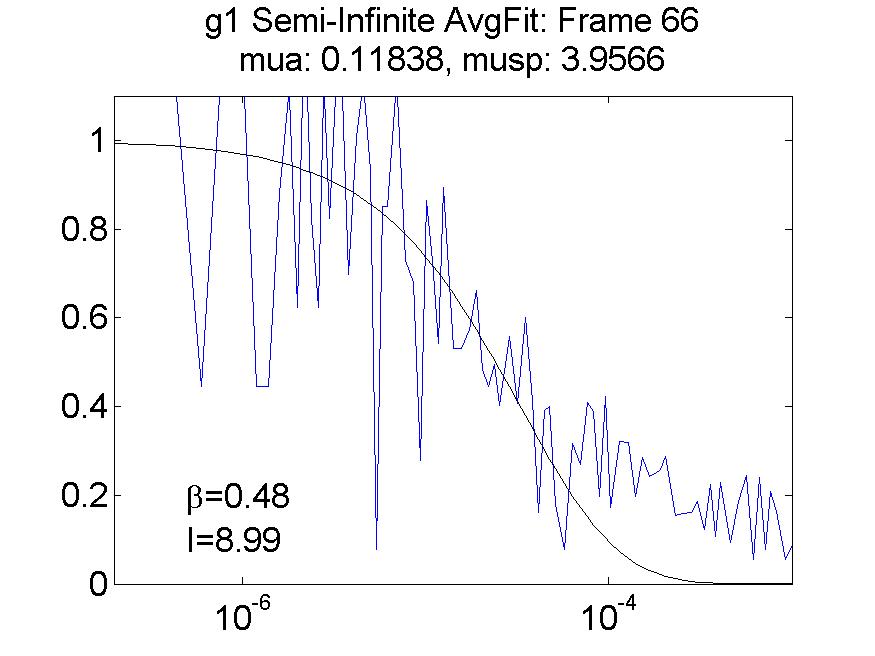 g1 Semi-Infinite AvgFit: Frame 66
mua: 0.11838, musp: 3.9566
1
0.8
0.6
0.4
0.2
0
β=0.48
I=8.99
10^-6
10^-4